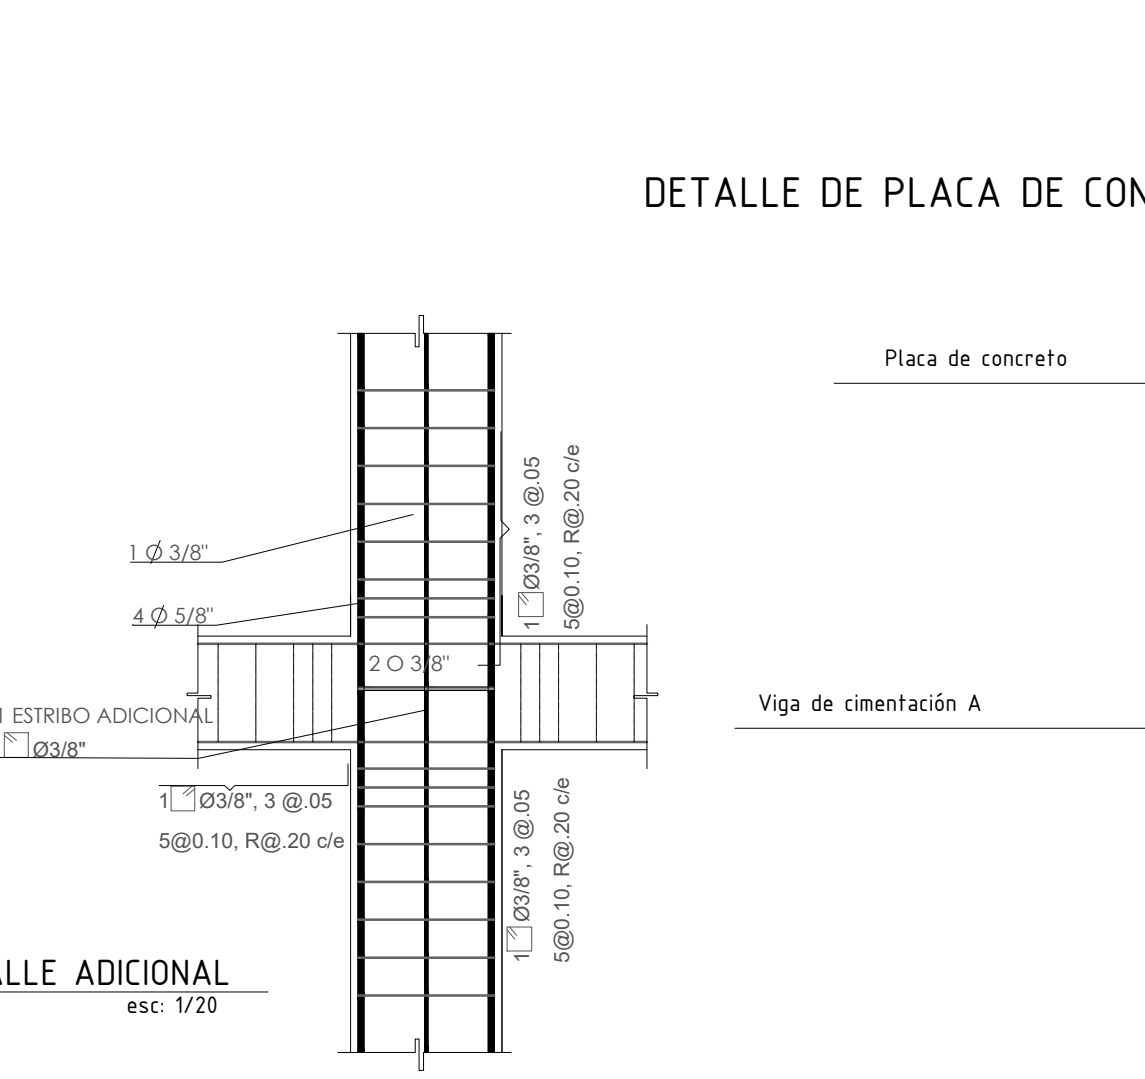 DETALLE DE PLACA DE CON
Placa de concreto
1 Ø 3/8"
4 Ø 5/8"
1 Ø3/8", 3 @.05
5@0.10, R@.20 c/e
2 O 3/8"
1 ESTRIBO ADICIONAL
Ø3/8"
Viga de cimentación A
1 Ø3/8", 3 @.05
5@0.10, R@.20 c/e
1 Ø3/8", 3 @.05
5@0.10, R@.20 c/e
ALLE ADICIONAL
esc: 1/20